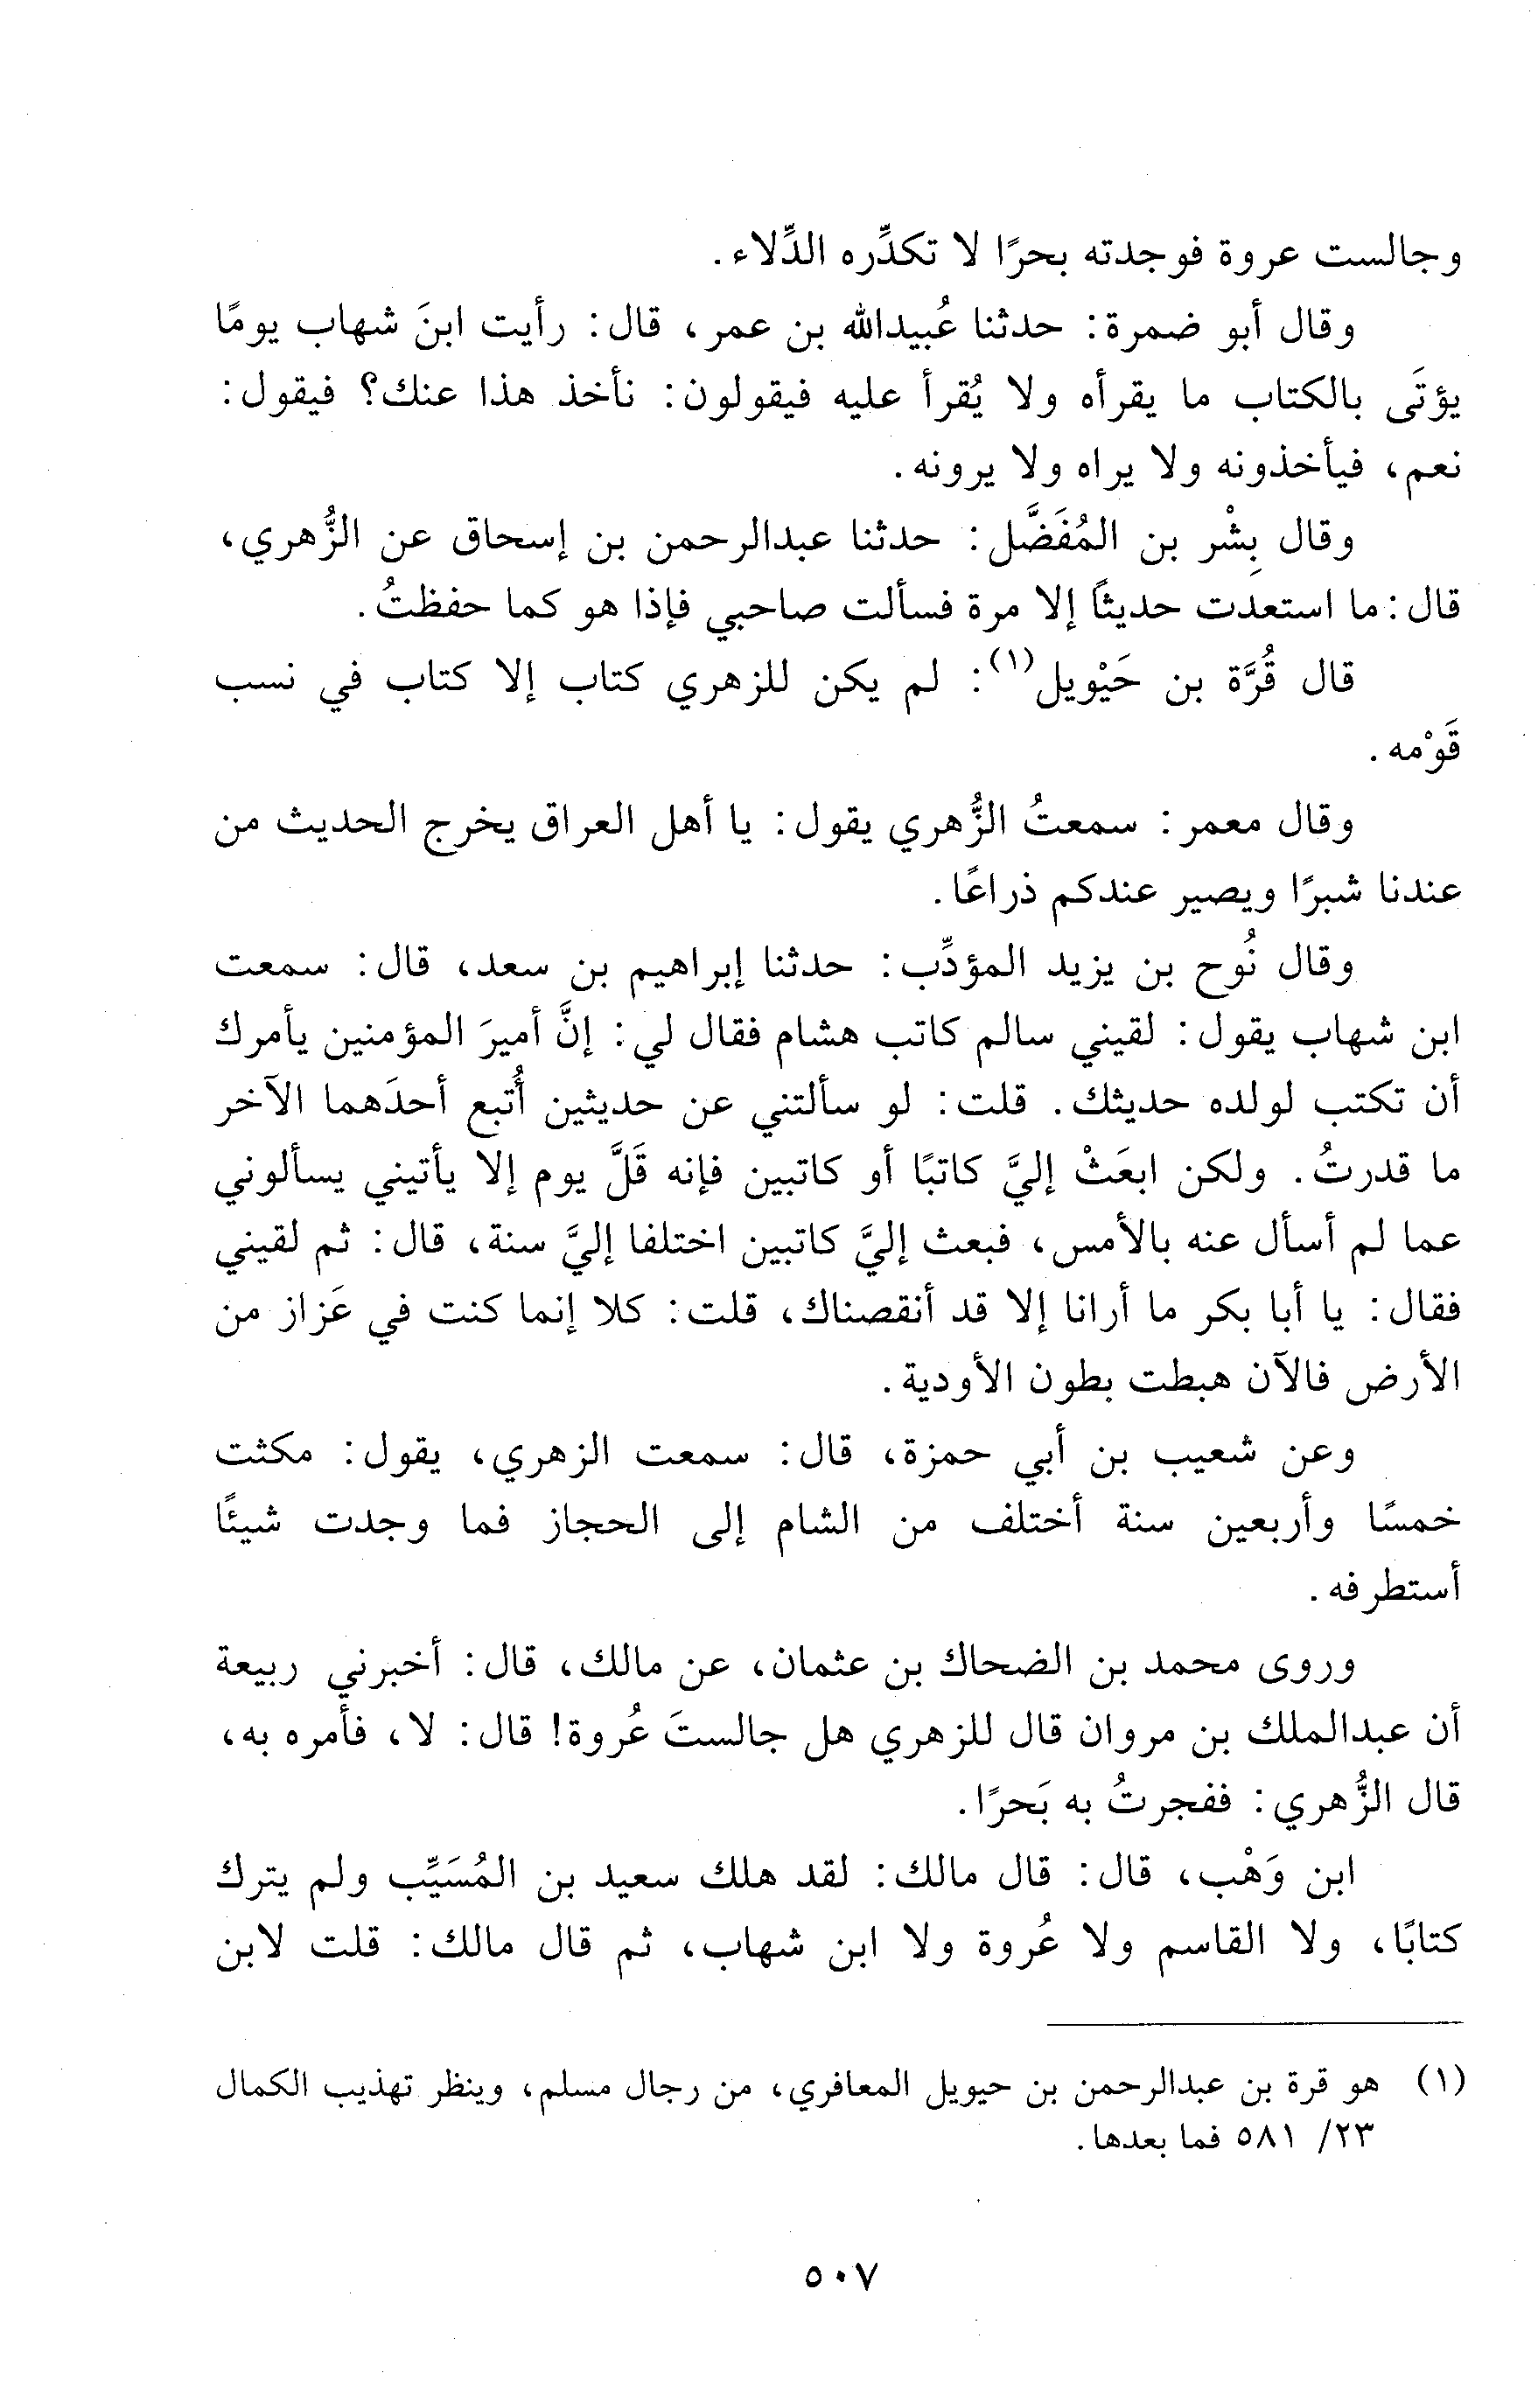 وجالست عروة فوجدته بحرًا لا تكدِّره الدِّلاء.
وقال أبو ضمرة: حدثنا عُبيدالله بن عمر، قال: رأيت ابنَ شهاب يومًا
يؤتَى بالكتاب ما يقرأه ولا يُقرأ عليه فيقولون: نأخذ هذا عنك؟ فيقول:
نعم، فيأخذونه ولا يراه ولا يرونه.
وقال بِشْر بن المُفَضَّل: حدثنا عبدالرحمن بن إسحاق عن الزُّهري،
قال: ما استعدت حديثًا إلا مرة فسألت صاحبي فإذا هو كما حفظتُ.
قال قُرَّة بن حَيْويل(١): لم يكن للزهري كتاب إلا كتاب في نسب
قَوْمه.
وقال معمر: سمعتُ الزُّهري يقول: يا أهل العراق يخرج الحديث من
عندنا شبرًا ويصير عندكم ذراعًا.
وقال نُوح بن يزيد المؤدِّب: حدثنا إبراهيم بن سعد، قال: سمعت
ابن شهاب يقول: لقيني سالم كاتب هشام فقال لي: إنَّ أميرَ المؤمنين يأمرك
أن تكتب لولده حديثك. قلت: لو سألتني عن حديثين أُتبع أحدَهما الآخر
ما قدرتُ. ولكن ابعَثْ إليَّ كاتبًا أو كاتبين فإنه قَلَّ يوم إلا يأتيني يسألوني
عما لم أسأل عنه بالأمس، فبعث إليَّ كاتبين اختلفا إليَّ سنة، قال: ثم لقيني
فقال: يا أبا بكر ما أرانا إلا قد أنقصناك، قلت: كلا إنما كنت في عَزاز من
الأرض فالآن هبطت بطون الأودية.
وعن شعيب بن أبي حمزة، قال: سمعت الزهري، يقول: مكثت
خمسًا وأربعين سنة أختلف من الشام إلى الحجاز فما وجدت شيئًا
أستطرفه.
وروى محمد بن الضحاك بن عثمان، عن مالك، قال: أخبرني ربيعة
أن عبدالملك بن مروان قال للزهري هل جالستَ عُروة! قال: لا، فأمره به،
قال الزُّهري: ففجرتُ به بَحرًا.
ابن وَهْب، قال: قال مالك: لقد هلك سعيد بن المُسَيِّب ولم يترك
كتابًا، ولا القاسم ولا عُروة ولا ابن شهاب، ثم قال مالك: قلت لابن
(١) هو قرة بن عبدالرحمن بن حيويل المعافري، من رجال مسلم، وينظر تهذيب الكمال
٢٣/ ٥٨١ فما بعدها.
٥٠٧